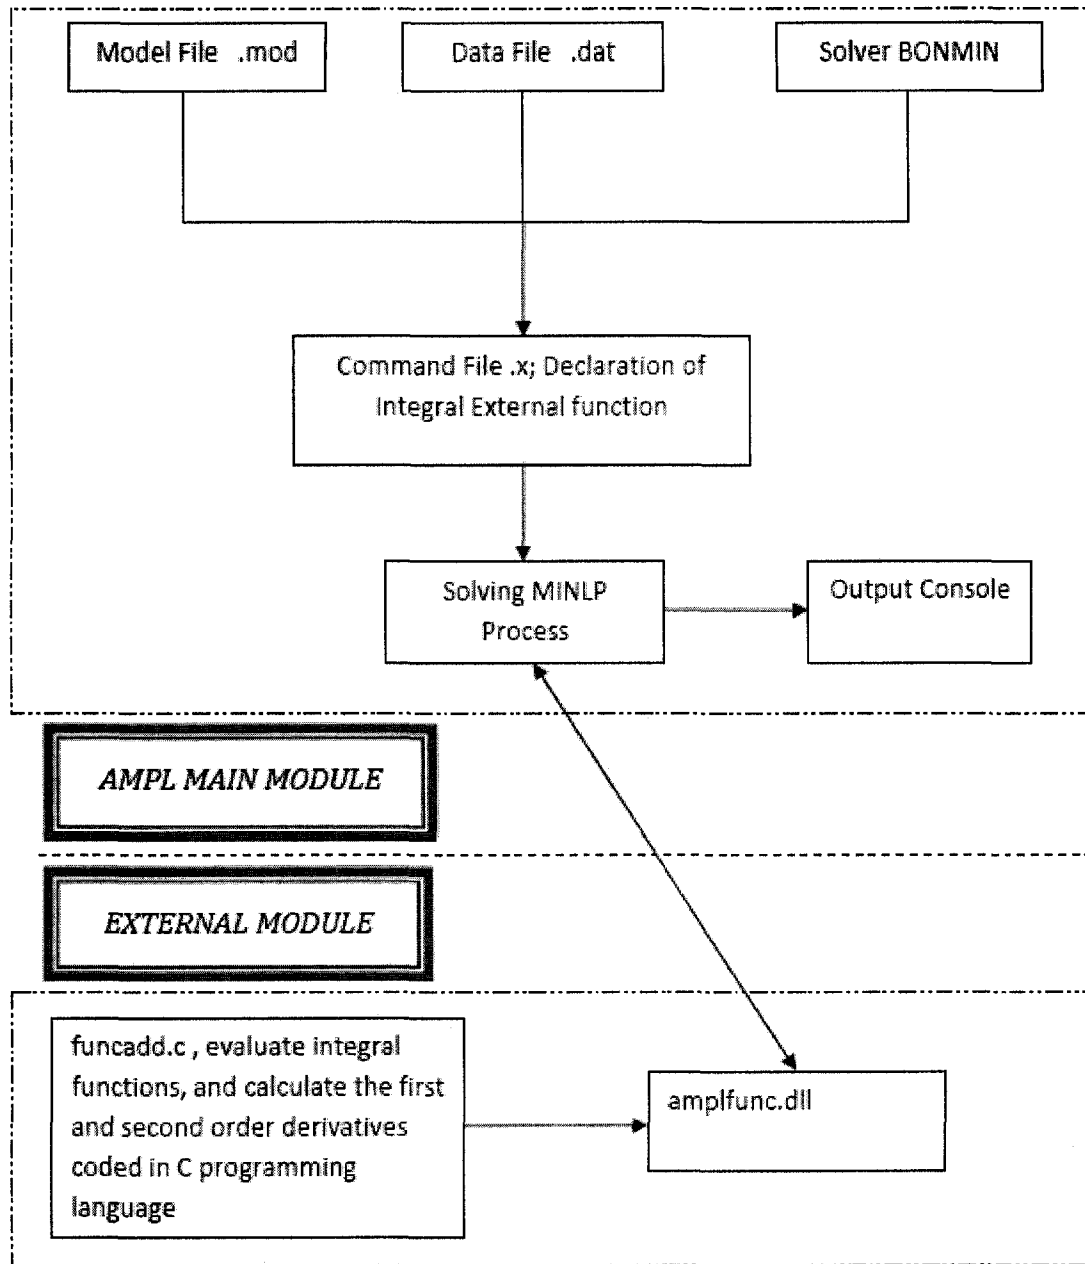 Model File .mod
Data File .dat
Solver BONMIN
Command File .x; Declaration of
Integral External function
Solving MINLP
Process
Output Console
AMPL MAIN MODULE
EXTERNAL MODULE
funcadd.c , evaluate integral
functions, and calculate the first
and second order derivatives
coded in C programming
language
amplfunc.dll